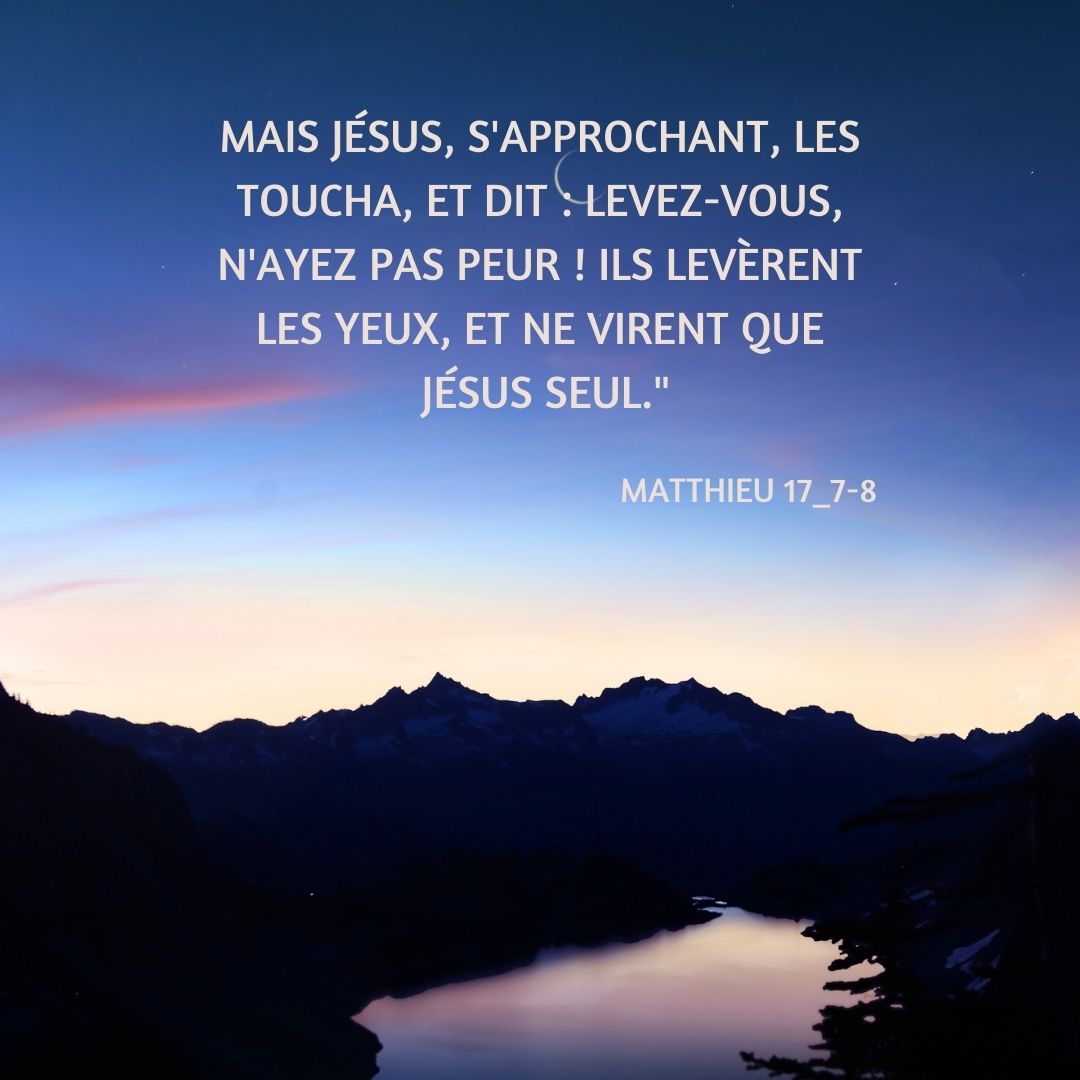 MAIS JÉSUS, S'APPROCHANT, LES
TOUCHA, ET DIT : LEVEZ-VOUS,
N'AYEZ PAS PEUR ! ILS LEVÈRENT
LES YEUX, ET NE VIRENT QUE
JÉSUS SEUL."
MATTHIEU 17_7-8